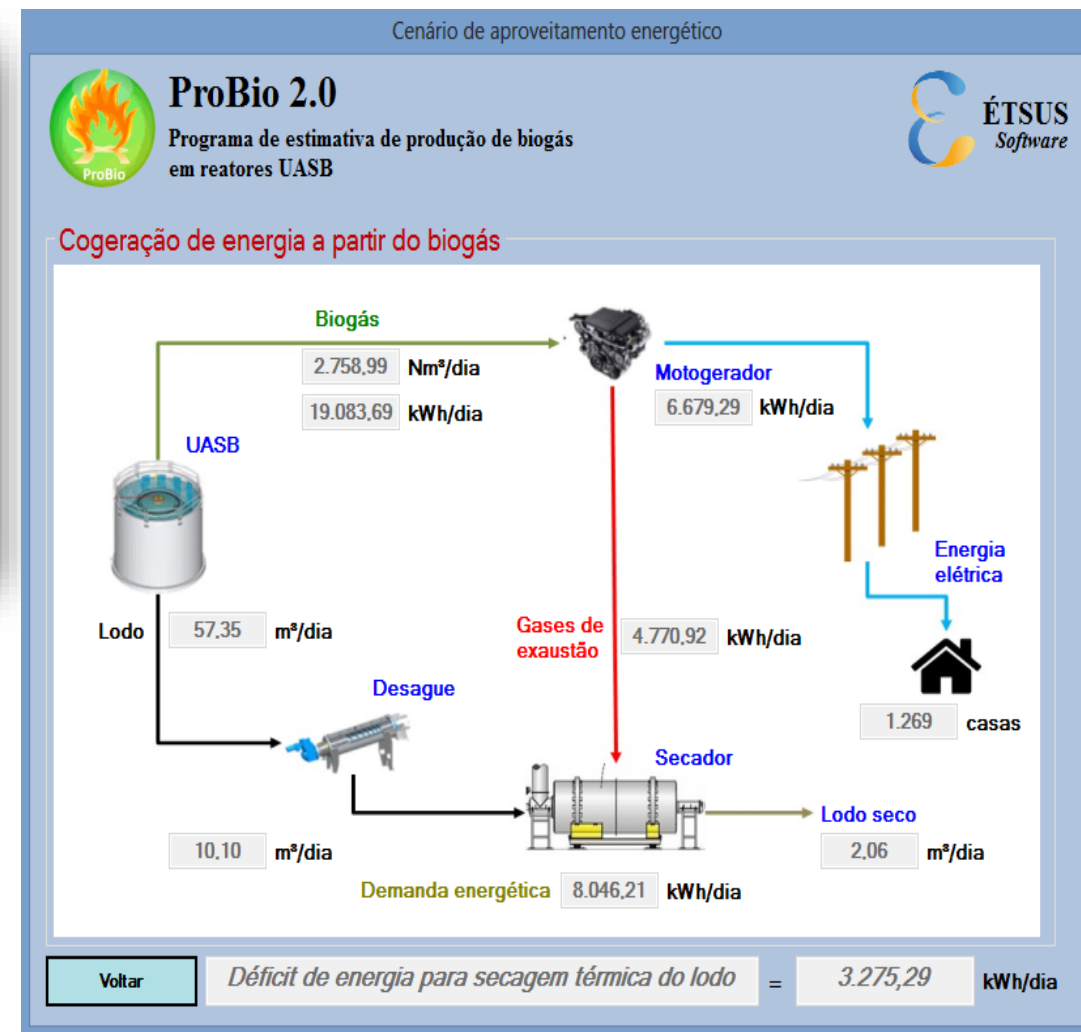 Cenário de aproveitamento energético
ProBio 2.0
Programa de estimativa de produção de biogás
em reatores UASB
ProBio
ÉTSUS
Software
Cogeração de energia a partir do biogás
Biogás
2.758,99 Nm³/dia
19.083,69 kWh/dia
Motogerador
6.679,29 kWh/dia
UASB
Energia
elétrica
Lodo 57,35 m³/dia
Gases de
exaustão
4.770,92 kWh/dia
Desague
1.269 casas
Secador
Lodo seco
10,10 m³/dia
2,06 m³/dia
Demanda energética 8.046,21 kWh/dia
Voltar
Déficit de energia para secagem térmica do lodo = 3.275,29 kWh/dia